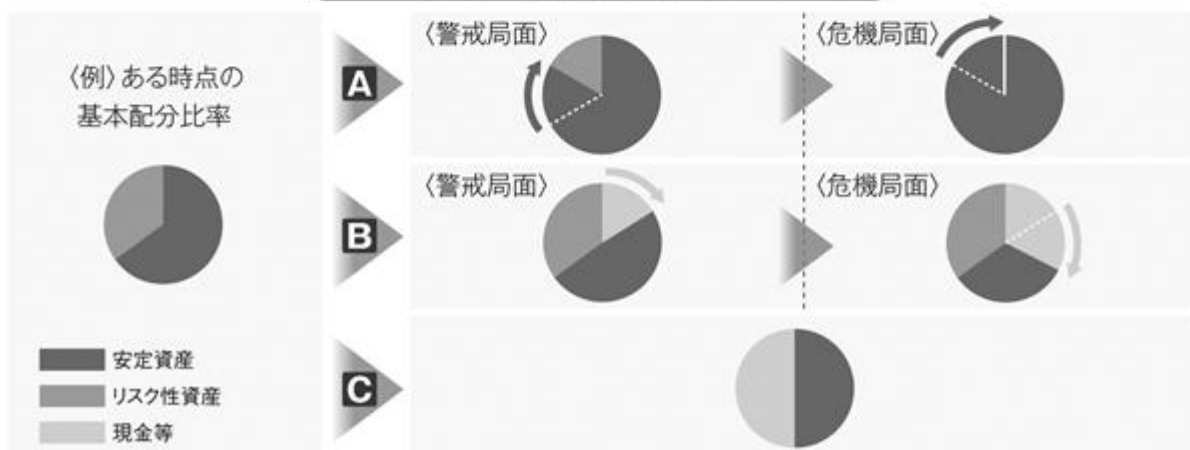 〈例〉ある時点の
基本配分比率
安定資産
リスク性資産
現金等
A
〈警戒局面〉
〈危機局面〉
B
〈警戒局面〉
〈危機局面〉
C